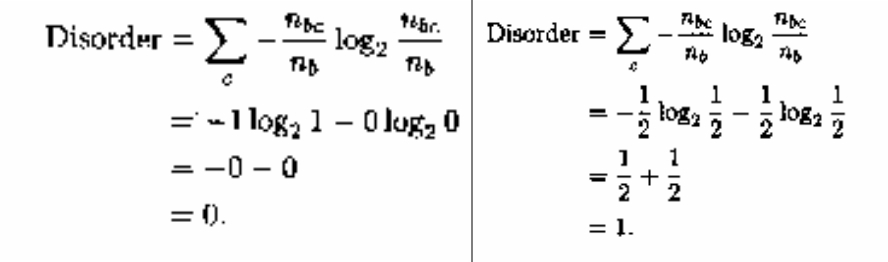 Disorder = ∑_c −(n_bc/n_b) log₂ (n_bc/n_b)
= −1 log₂ 1 − 0 log₂ 0
= −0 − 0
= 0.
Disorder = ∑_c −(n_bc/n_b) log₂ (n_bc/n_b)
= −(1/2) log₂ (1/2) − (1/2) log₂ (1/2)
= 1/2 + 1/2
= 1.